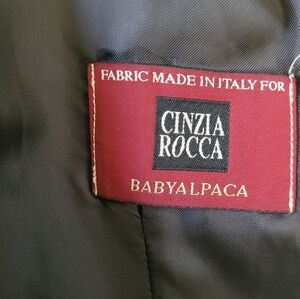 FABRIC MADE IN ITALY FOR
CINZIA
ROCCA
BABYALPACA